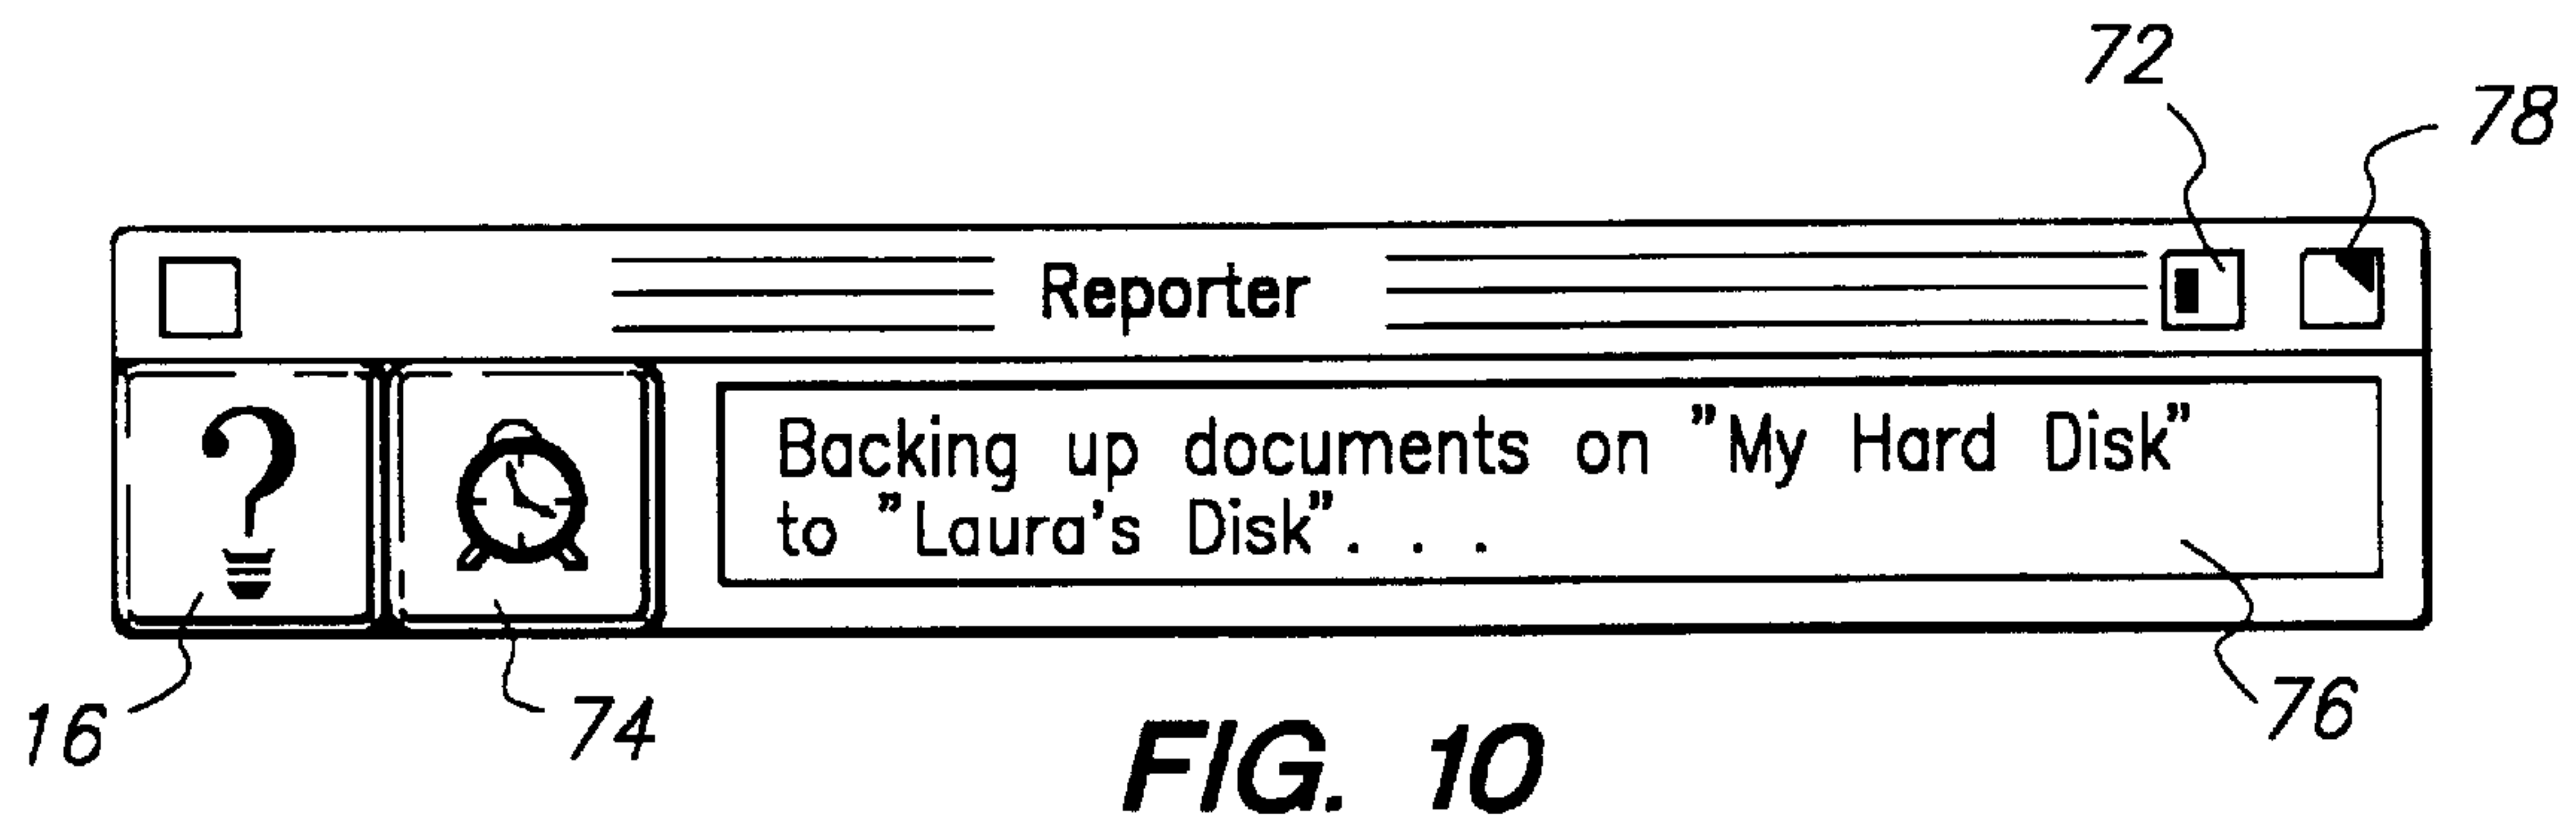 72
78
Reporter
?
Backing up documents on "My Hard Disk"
to "Laura's Disk". . .
16
74
76
FIG. 10